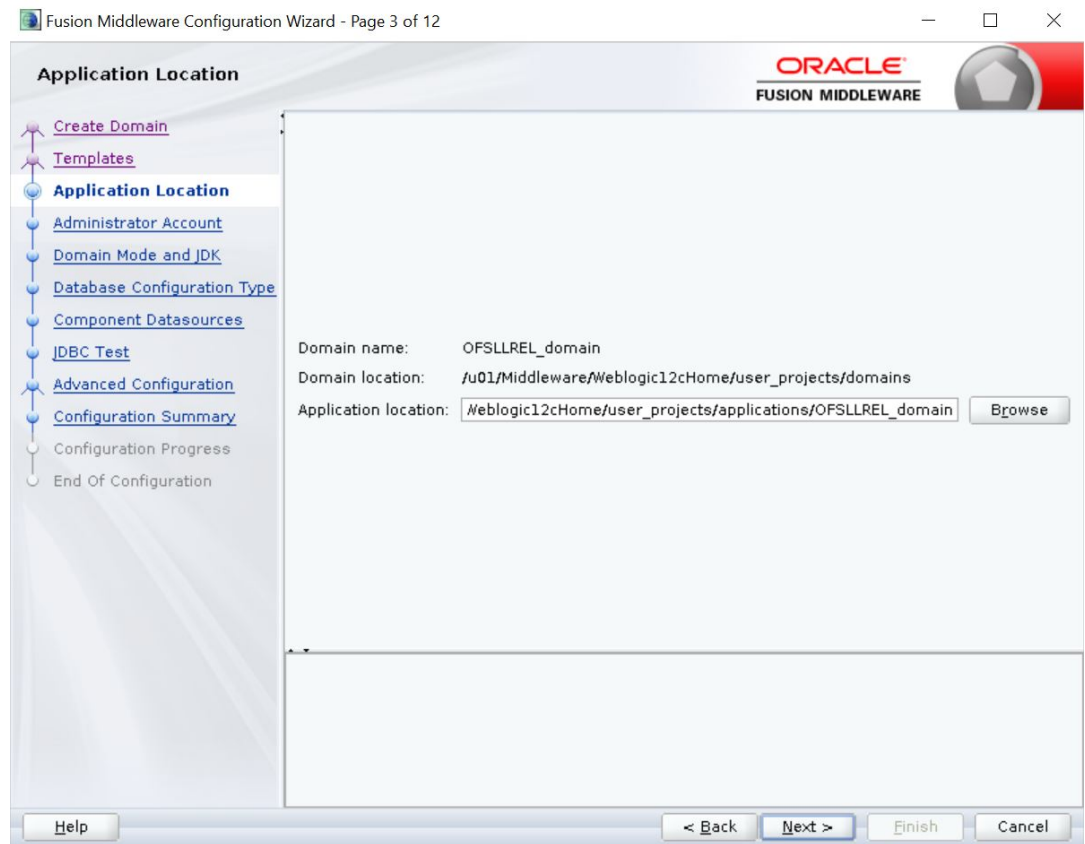 Fusion Middleware Configuration Wizard - Page 3 of 12
Application Location
ORACLE
FUSION MIDDLEWARE
Create Domain
Templates
Application Location
Administrator Account
Domain Mode and JDK
Database Configuration Type
Component Datasources
JDBC Test
Advanced Configuration
Configuration Summary
Configuration Progress
End Of Configuration
Domain name: OFSLLREL_domain
Domain location: /u01/Middleware/Weblogic12cHome/user_projects/domains
Application location: Weblogic12cHome/user_projects/applications/OFSLLREL_domain Browse
Help < Back Next > Finish Cancel